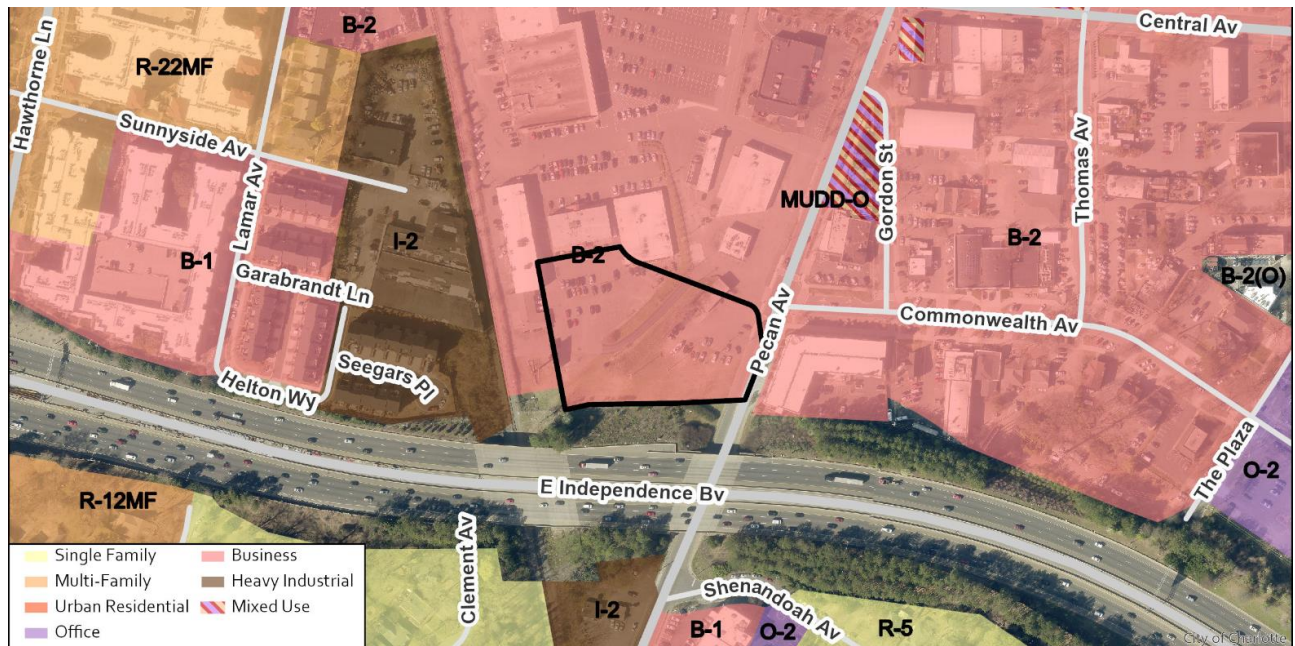 Central Av
B-2
Hawthorne Ln
R-22MF
Sunnyside Av
Lamar Av
Thomas Av
Gordon St
MUDD-O
I-2
B-2
B-2
B-1
B-2(O)
Garabrandt Ln
Pecan Av
Commonwealth Av
Seegars Pl
Helton Wy
The Plaza
O-2
E Independence Bv
R-12MF
Clement Av
Shenandoah Av
I-2
B-1
O-2
R-5
Single Family
Business
Multi-Family
Heavy Industrial
Urban Residential
Mixed Use
Office
City of Charlotte